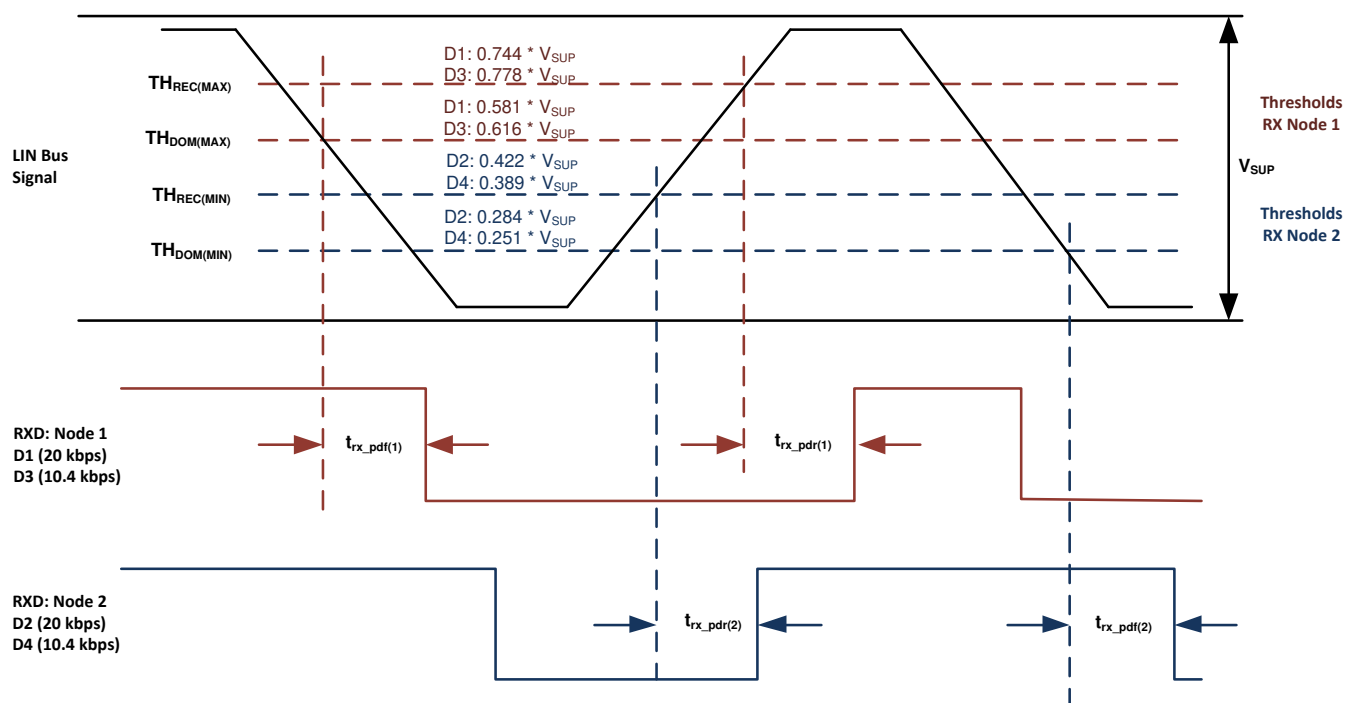 D1: 0.744 * VSUP
THREC(MAX)
D3: 0.778 * VSUP
D1: 0.581 * VSUP
THDOM(MAX)
D3: 0.616 * VSUP
Thresholds
RX Node 1
LIN Bus
Signal
D2: 0.422 * VSUP
VSUP
THREC(MIN)
D4: 0.389 * VSUP
D2: 0.284 * VSUP
Thresholds
RX Node 2
THDOM(MIN)
D4: 0.251 * VSUP
RXD: Node 1
D1 (20 kbps)
D3 (10.4 kbps)
trx_pdf(1)
trx_pdr(1)
RXD: Node 2
D2 (20 kbps)
D4 (10.4 kbps)
trx_pdr(2)
trx_pdf(2)